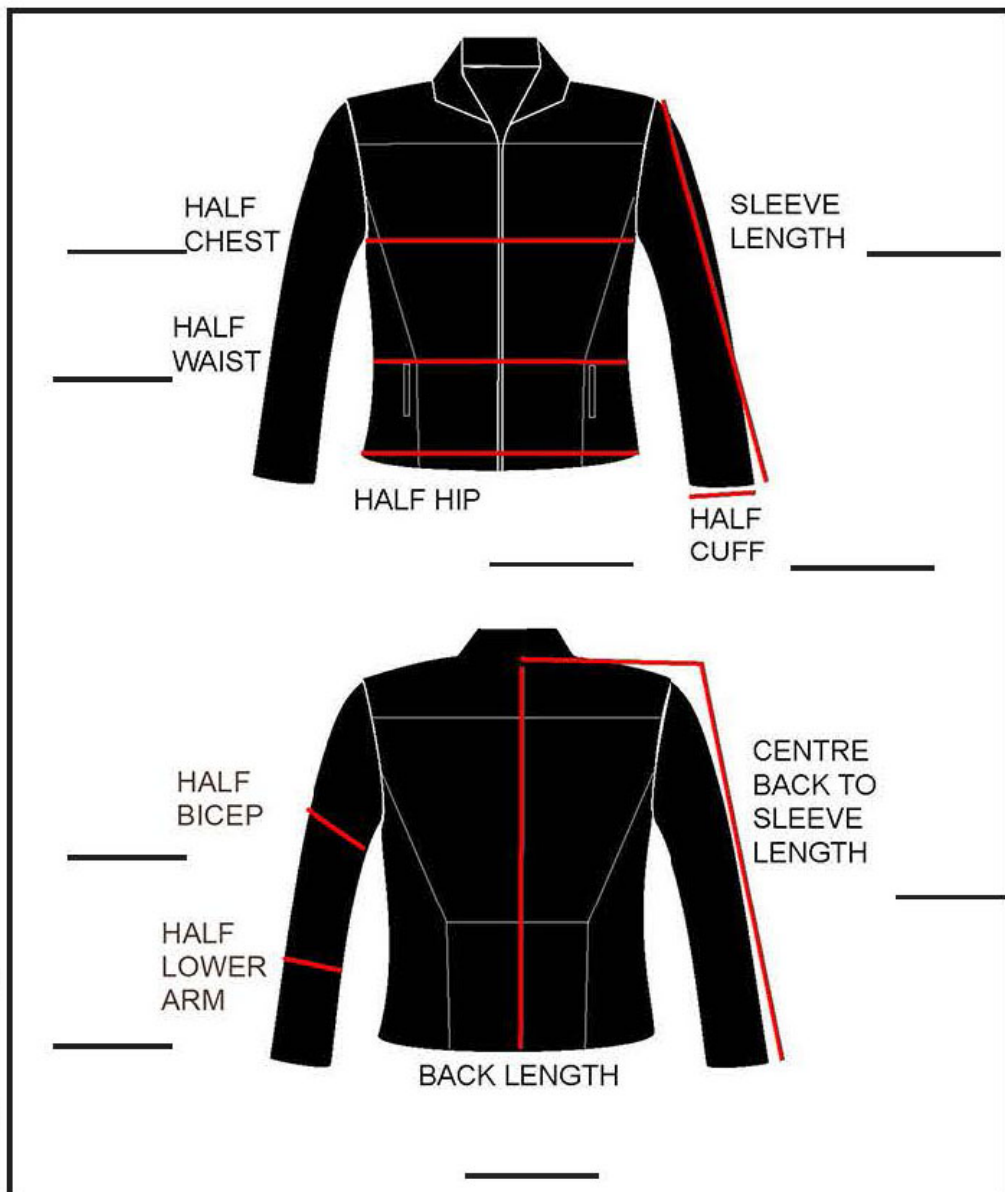 HALF
CHEST
SLEEVE
LENGTH
HALF
WAIST
HALF HIP
HALF
CUFF
HALF
BICEP
CENTRE
BACK TO
SLEEVE
LENGTH
HALF
LOWER
ARM
BACK LENGTH